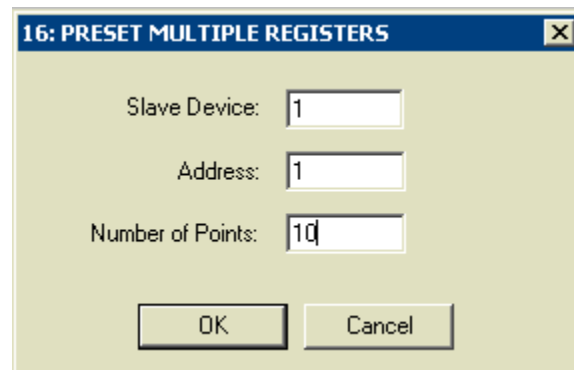 16: PRESET MULTIPLE REGISTERS
Slave Device: 1
Address: 1
Number of Points: 10
OK Cancel